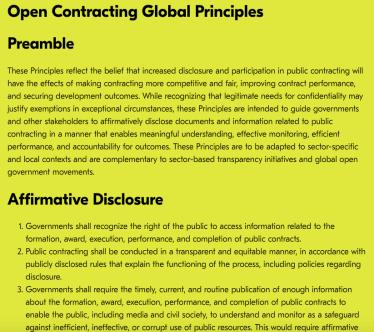 Open Contracting Global Principles
Preamble
These Principles reflect the belief that increased disclosure and participation in public contracting will
have the effects of making contracting more competitive and fair, improving contract performance,
and securing development outcomes. While recognizing that legitimate needs for confidentiality may
justify exemptions in exceptional circumstances, these Principles are intended to guide governments
and other stakeholders to affirmatively disclose documents and information related to public
contracting in a manner that enables meaningful understanding, effective monitoring, efficient
performance, and accountability for outcomes. These Principles are to be adapted to sector-specific
and local contexts and are complementary to sector-based transparency initiatives and global open
government movements.
Affirmative Disclosure
1. Governments shall recognize the right of the public to access information related to the
formation, award, execution, performance, and completion of public contracts.
2. Public contracting shall be conducted in a transparent and equitable manner, in accordance with
publicly disclosed rules that explain the functioning of the process, including policies regarding
disclosure.
3. Governments shall require the timely, current, and routine publication of enough information
about the formation, award, execution, performance, and completion of public contracts to
enable the public, including media and civil society, to understand and monitor as a safeguard
against inefficient, ineffective, or corrupt use of public resources. This would require affirmative